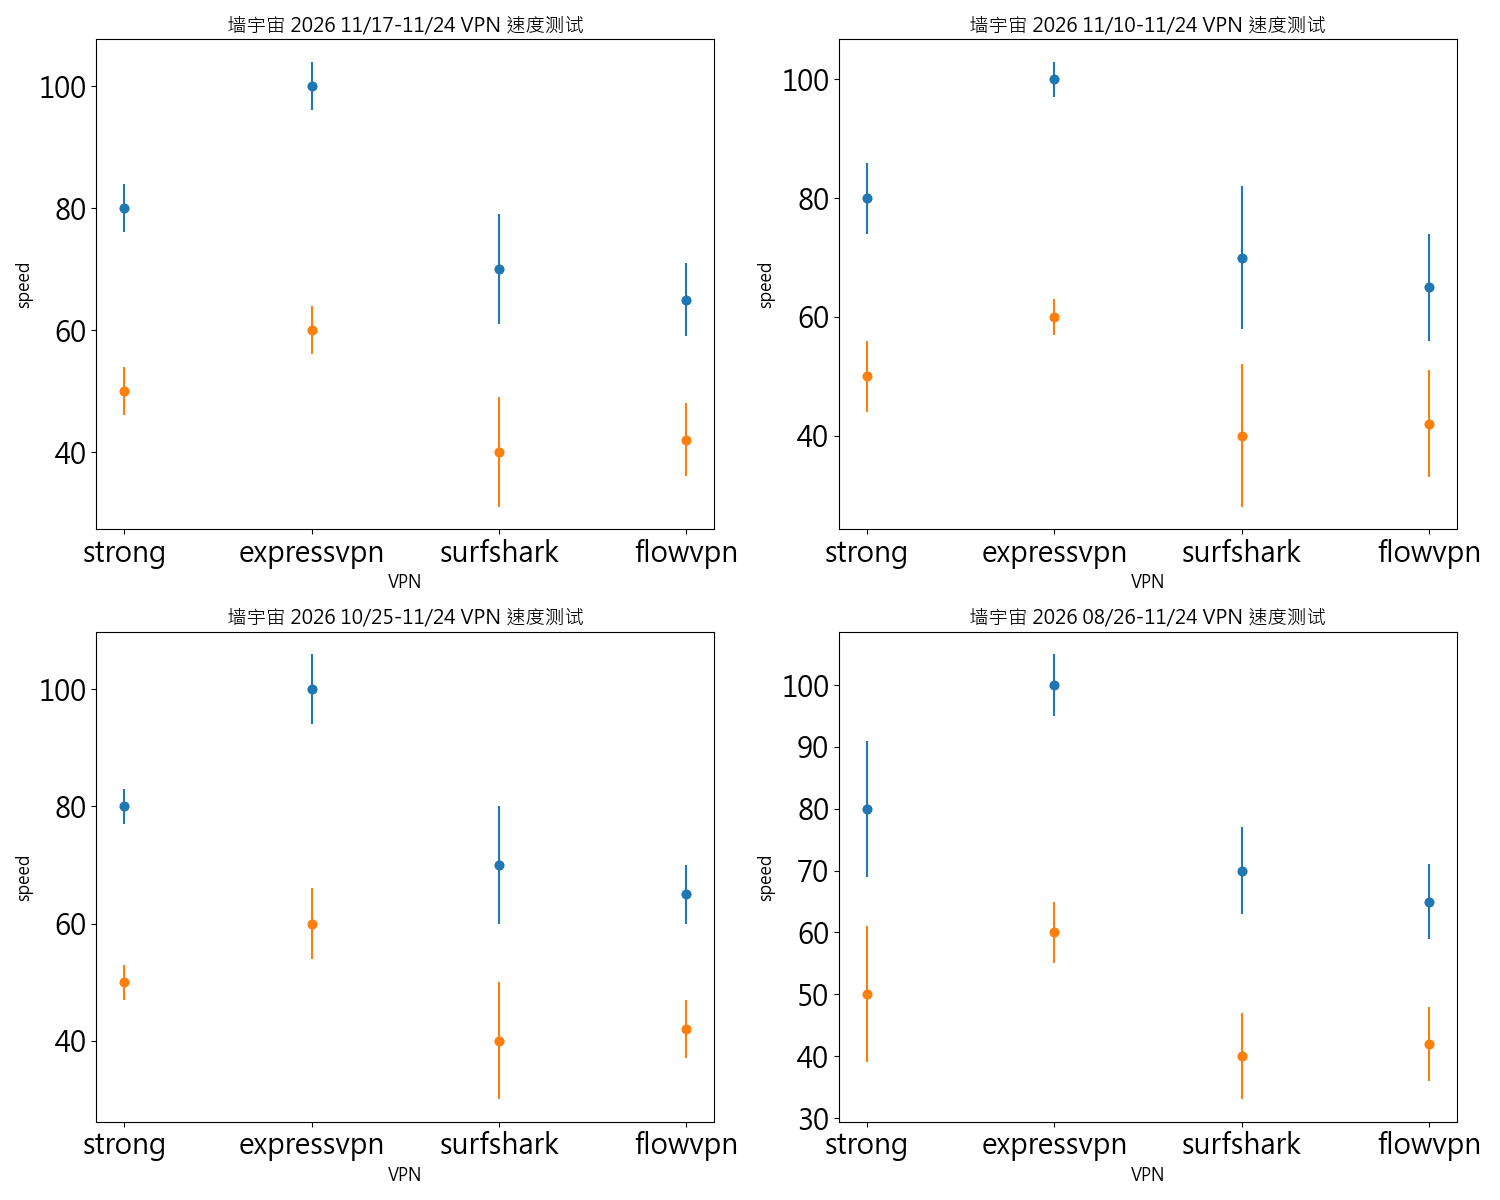 墙宇宙 2026 11/17-11/24 VPN 速度测试
100
80
60
40
speed
strong expressvpn surfshark flowvpn
VPN
墙宇宙 2026 11/10-11/24 VPN 速度测试
100
80
60
40
speed
strong expressvpn surfshark flowvpn
VPN
墙宇宙 2026 10/25-11/24 VPN 速度测试
100
80
60
40
speed
strong expressvpn surfshark flowvpn
VPN
墙宇宙 2026 08/26-11/24 VPN 速度测试
100
90
80
70
60
50
40
30
speed
strong expressvpn surfshark flowvpn
VPN